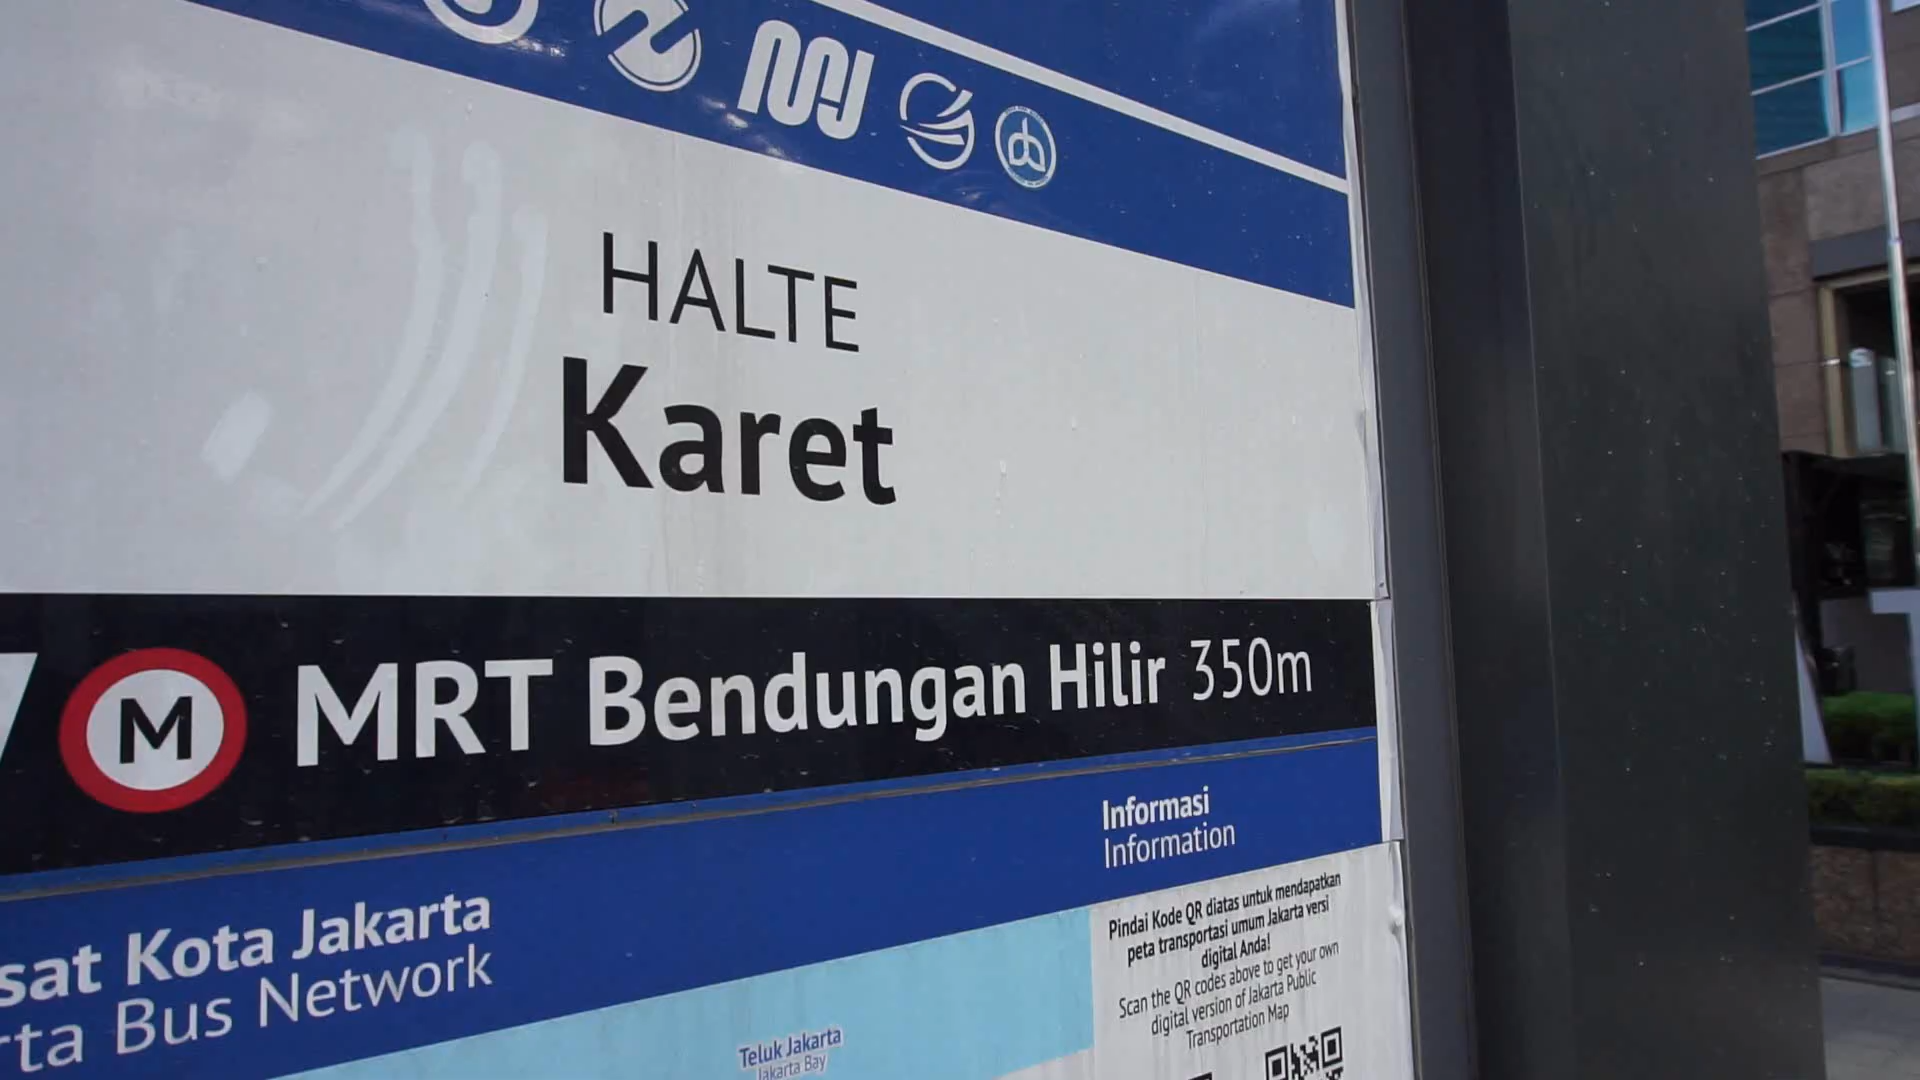 HALTE
Karet
M MRT Bendungan Hilir 350m
Informasi
Information
sat Kota Jakarta
rta Bus Network
Pindai Kode QR diatas untuk mendapatkan
peta transportasi umum Jakarta versi
digital Anda!
Scan the QR codes above to get your own
digital version of Jakarta Public
Transportation Map
Teluk Jakarta
Jakarta Bay